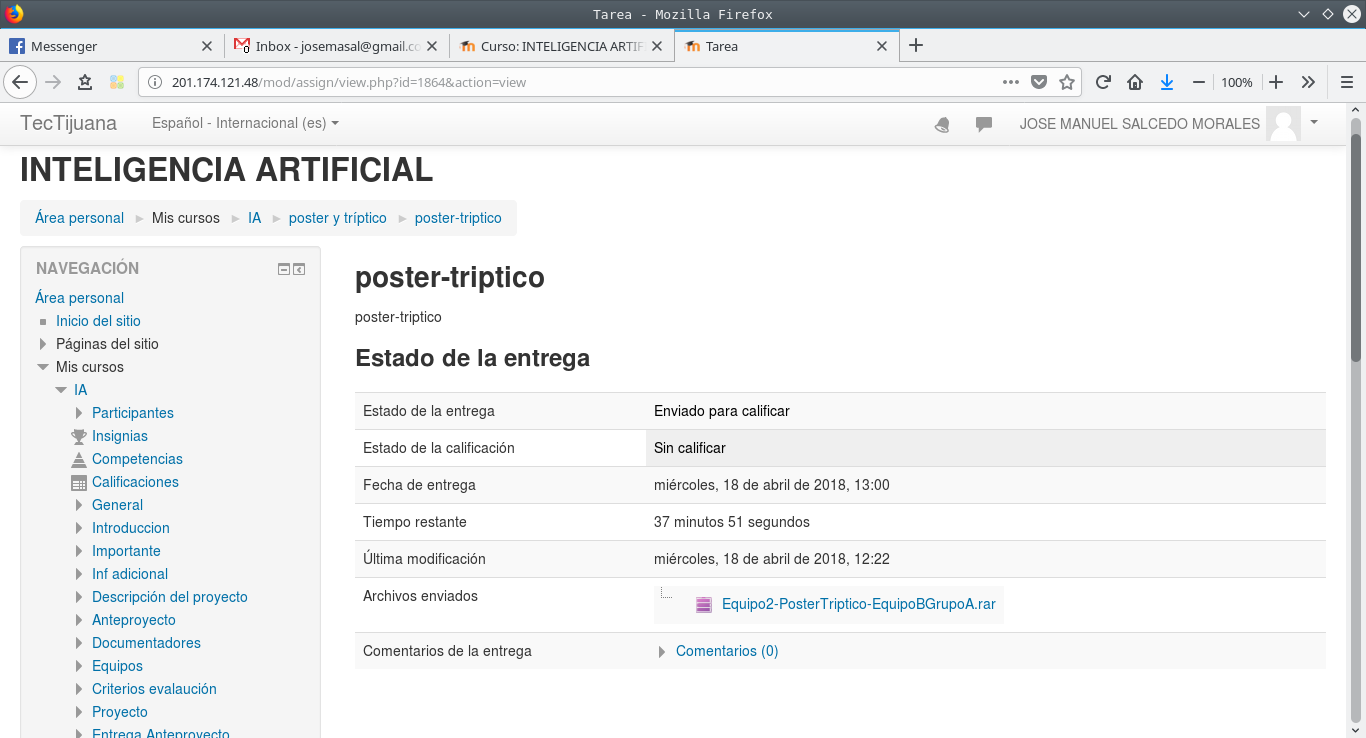 Tarea - Mozilla Firefox
Messenger
Inbox - josemasal@gmail.co
Curso: INTELIGENCIA ARTIF
Tarea
201.174.121.48/mod/assign/view.php?id=1864&action=view
100%
TecTijuana
Español - Internacional (es)
JOSE MANUEL SALCEDO MORALES
INTELIGENCIA ARTIFICIAL
Área personal
Mis cursos
IA
poster y tríptico
poster-triptico
NAVEGACIÓN
Área personal
Inicio del sitio
Páginas del sitio
Mis cursos
IA
Participantes
Insignias
Competencias
Calificaciones
General
Introduccion
Importante
Inf adicional
Descripción del proyecto
Anteproyecto
Documentadores
Equipos
Criterios evalaución
Proyecto
Entrega Anteproyecto
poster-triptico
poster-triptico
Estado de la entrega
Estado de la entrega Enviado para calificar
Estado de la calificación Sin calificar
Fecha de entrega miércoles, 18 de abril de 2018, 13:00
Tiempo restante 37 minutos 51 segundos
Última modificación miércoles, 18 de abril de 2018, 12:22
Archivos enviados Equipo2-PosterTriptico-EquipoBGrupoA.rar
Comentarios de la entrega Comentarios (0)